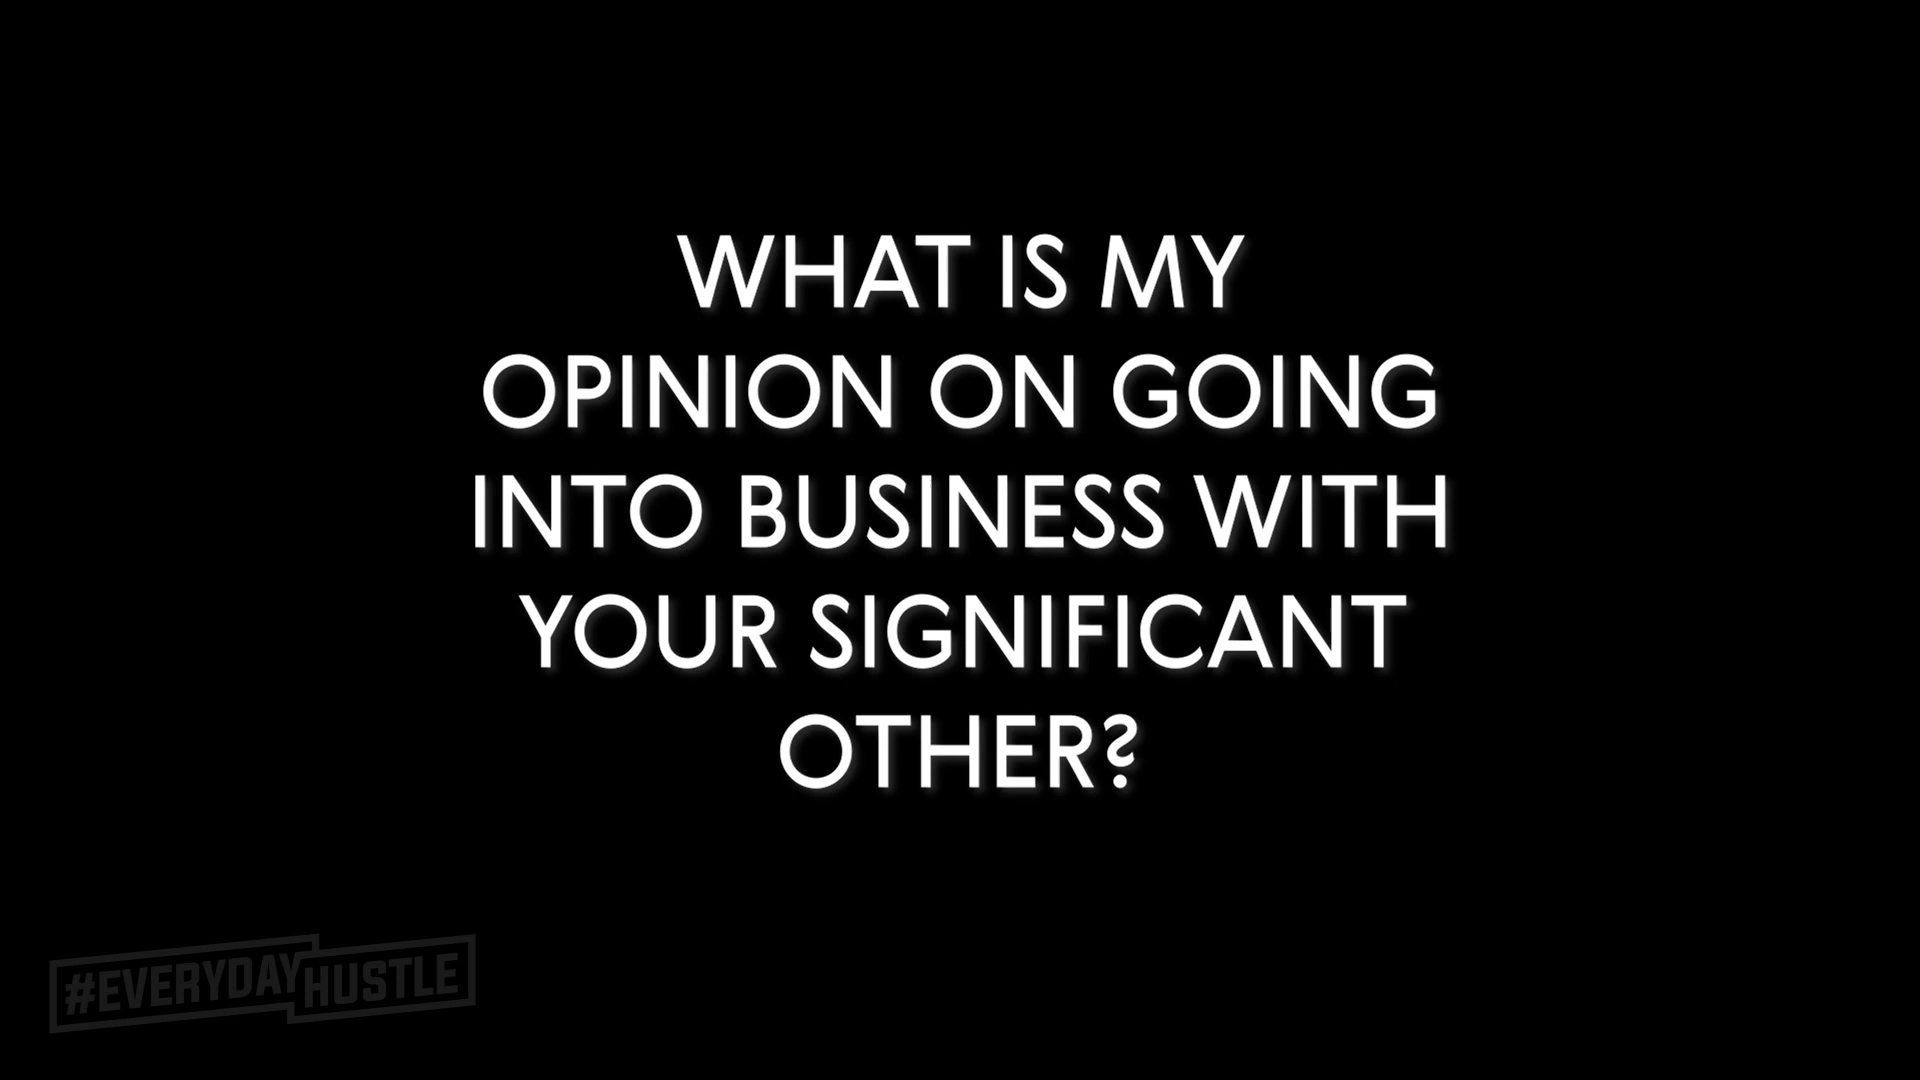 WHAT IS MY
OPINION ON GOING
INTO BUSINESS WITH
YOUR SIGNIFICANT
OTHER?
#EVERYDAYHUSTLE